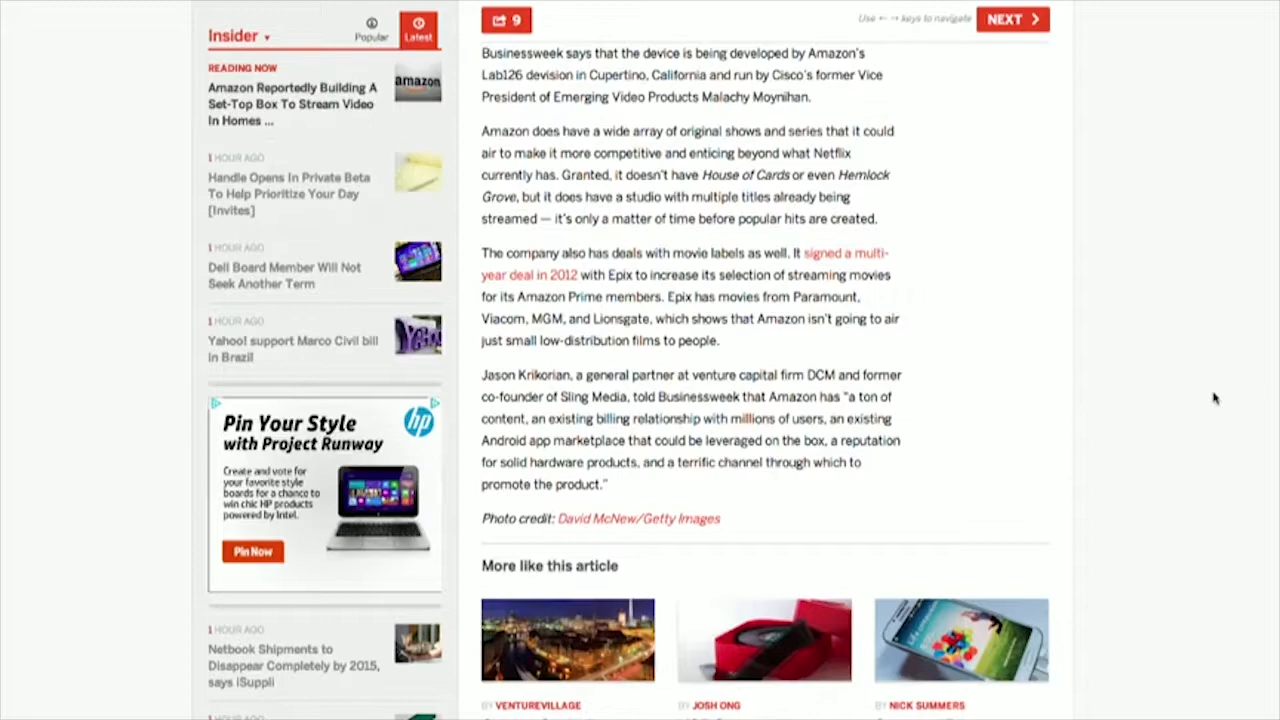 Insider
Popular
Latest
READING NOW
Amazon Reportedly Building A
Set-Top Box To Stream Video
In Homes ...
amazon
1 HOUR AGO
Handle Opens In Private Beta
To Help Prioritize Your Day
[Invites]
1 HOUR AGO
Dell Board Member Will Not
Seek Another Term
1 HOUR AGO
Yahoo! support Marco Civil bill
in Brazil
Pin Your Style
with Project Runway
hp
Create and vote for
your favorite style
boards for a chance to
win chic HP products
powered by Intel.
Pin Now
1 HOUR AGO
Netbook Shipments to
Disappear Completely by 2015,
says iSuppli
1 HOUR AGO
9
Use ← → keys to navigate
NEXT
Businessweek says that the device is being developed by Amazon's
Lab126 devision in Cupertino, California and run by Cisco's former Vice
President of Emerging Video Products Malachy Moynihan.
Amazon does have a wide array of original shows and series that it could
air to make it more competitive and enticing beyond what Netflix
currently has. Granted, it doesn't have House of Cards or even Hemlock
Grove, but it does have a studio with multiple titles already being
streamed — it's only a matter of time before popular hits are created.
The company also has deals with movie labels as well. It signed a multi-
year deal in 2012 with Epix to increase its selection of streaming movies
for its Amazon Prime members. Epix has movies from Paramount,
Viacom, MGM, and Lionsgate, which shows that Amazon isn't going to air
just small low-distribution films to people.
Jason Krikorian, a general partner at venture capital firm DCM and former
co-founder of Sling Media, told Businessweek that Amazon has "a ton of
content, an existing billing relationship with millions of users, an existing
Android app marketplace that could be leveraged on the box, a reputation
for solid hardware products, and a terrific channel through which to
promote the product."
Photo credit: David McNew/Getty Images
More like this article
BY VENTUREVILLAGE
BY JOSH ONG
BY NICK SUMMERS